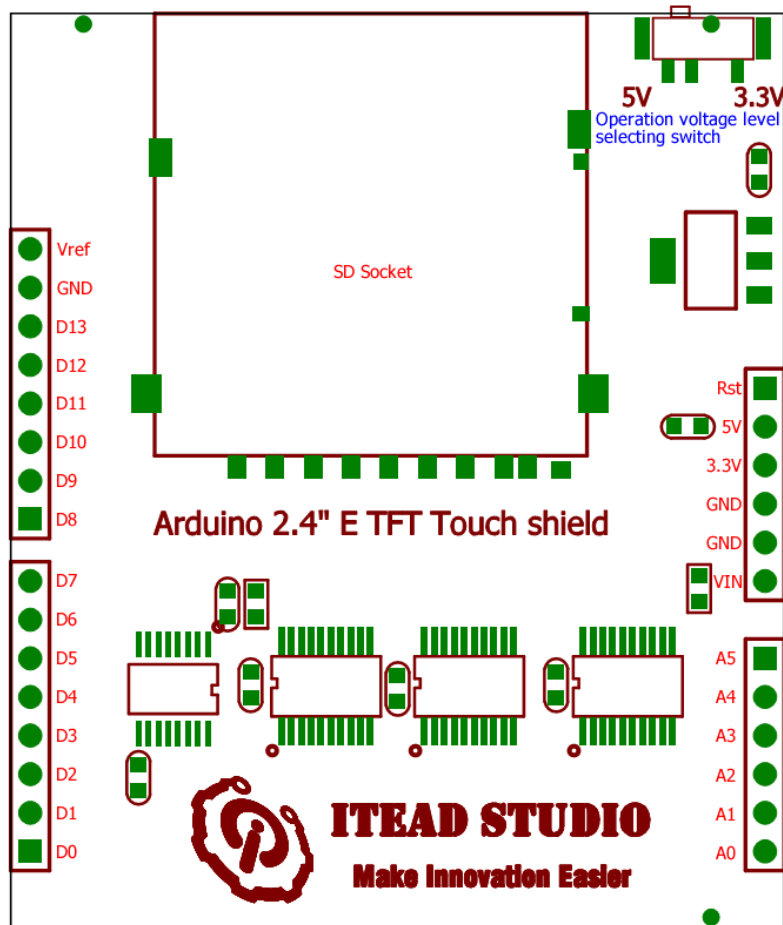 5V
3.3V
Operation voltage level
selecting switch
SD Socket
Vref
GND
D13
D12
D11
D10
D9
D8
Rst
5V
3.3V
GND
GND
VIN
Arduino 2.4" E TFT Touch shield
D7
D6
D5
D4
D3
D2
D1
D0
A5
A4
A3
A2
A1
A0
ITEAD STUDIO
Make Innovation Easier